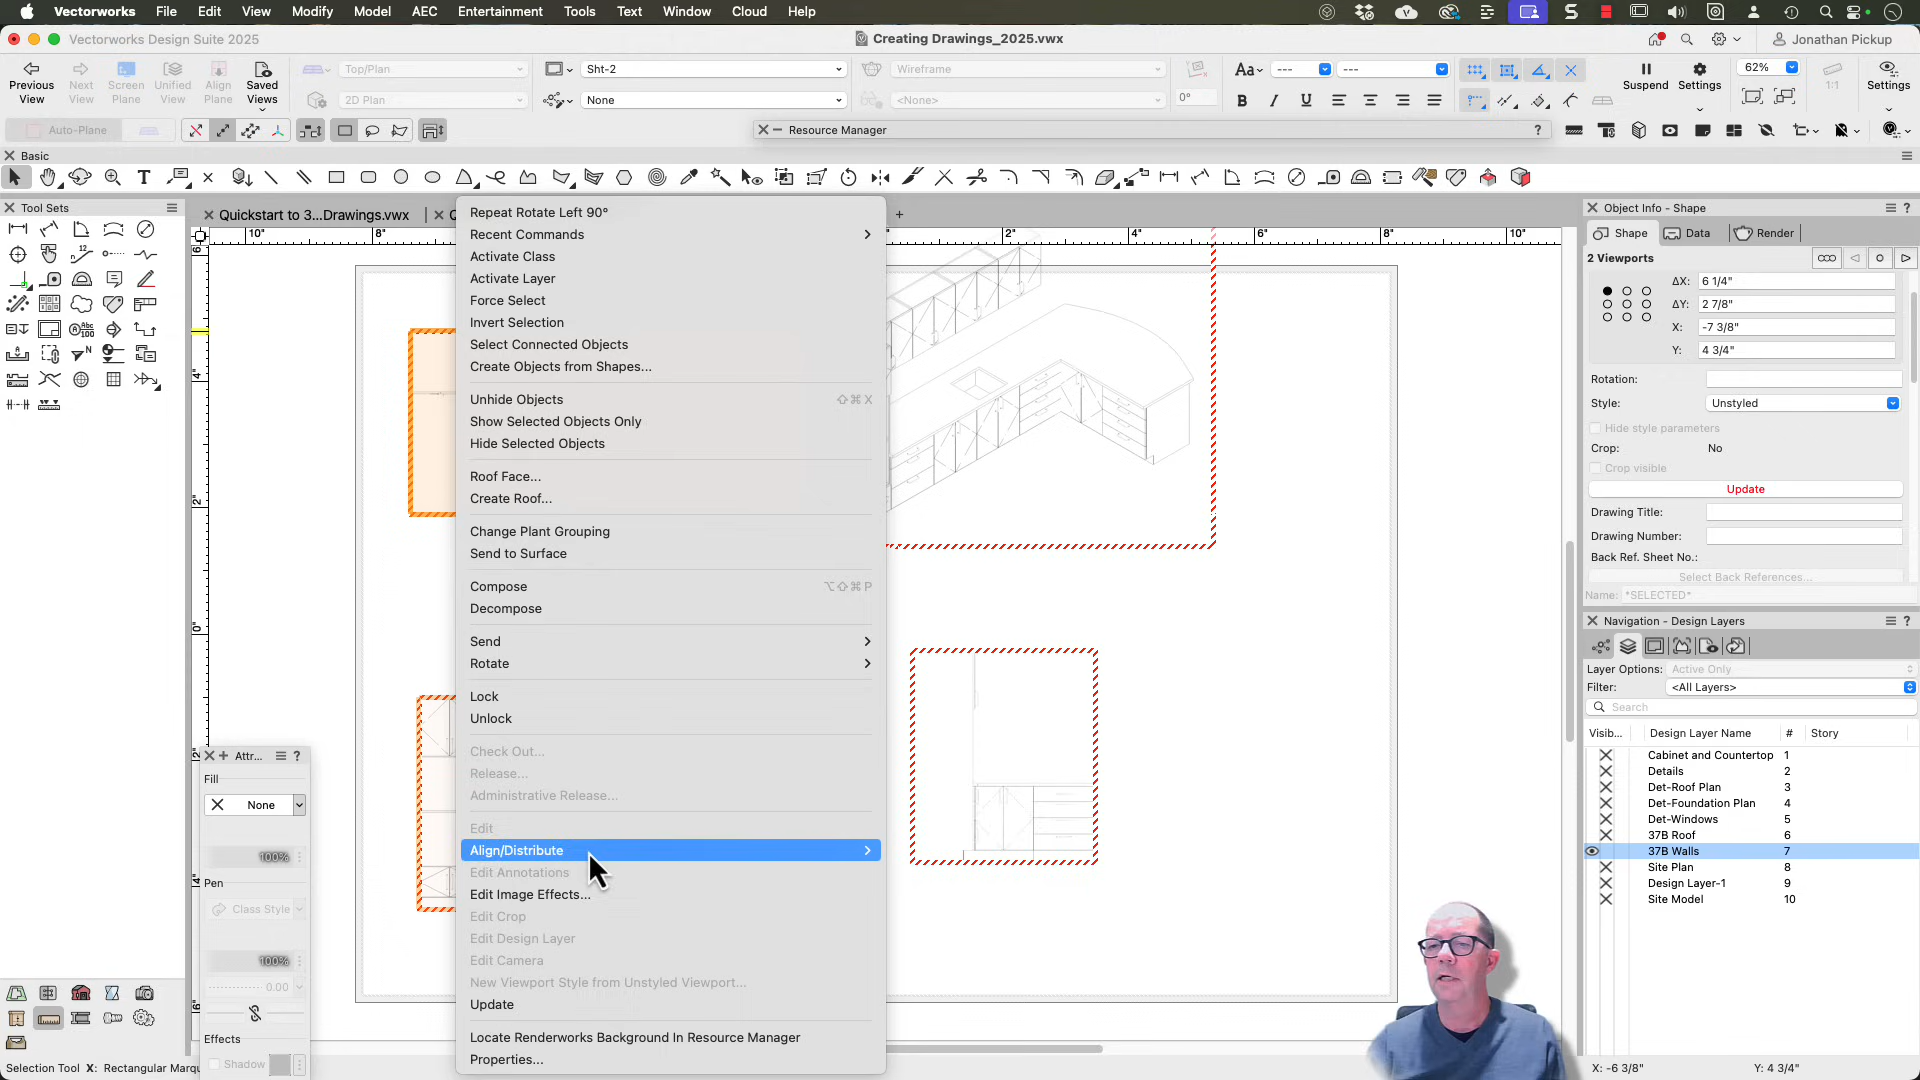 Vectorworks File Edit View Modify Model AEC Entertainment Tools Text Window Cloud Help
Vectorworks Design Suite 2025
Creating Drawings_2025.vwx
Jonathan Pickup
Previous View
Next View
Screen Plane
Unified View
Align Plane
Saved Views
Top/Plan
2D Plan
Sht-2
None
Wireframe
<None>
0°
Aa
---
---
B I U
Suspend
Settings
62%
1:1
Settings
Auto-Plane
Resource Manager
?
Basic
Tool Sets
Quickstart to 3...Drawings.vwx
10" 8" 2" 4" 6" 8" 10"
Repeat Rotate Left 90°
Recent Commands
Activate Class
Activate Layer
Force Select
Invert Selection
Select Connected Objects
Create Objects from Shapes...
Unhide Objects ⇧⌘X
Show Selected Objects Only
Hide Selected Objects
Roof Face...
Create Roof...
Change Plant Grouping
Send to Surface
Compose ⌥⇧⌘P
Decompose
Send
Rotate
Lock
Unlock
Check Out...
Release...
Administrative Release...
Edit
Align/Distribute
Edit Annotations
Edit Image Effects...
Edit Crop
Edit Design Layer
Edit Camera
New Viewport Style from Unstyled Viewport...
Update
Locate Renderworks Background In Resource Manager
Properties...
Attr...
?
Fill
None
100%
Pen
Class Style
100%
0.00
Effects
Shadow
Object Info - Shape
?
Shape Data Render
2 Viewports
ΔX: 6 1/4"
ΔY: 2 7/8"
X: -7 3/8"
Y: 4 3/4"
Rotation:
Style: Unstyled
Hide style parameters
Crop: No
Crop visible
Update
Drawing Title:
Drawing Number:
Back Ref. Sheet No.:
Select Back References...
Name: *SELECTED*
Navigation - Design Layers
?
Layer Options: Active Only
Filter: <All Layers>
Search
Visib... Design Layer Name # Story
Cabinet and Countertop 1
Details 2
Det-Roof Plan 3
Det-Foundation Plan 4
Det-Windows 5
37B Roof 6
37B Walls 7
Site Plan 8
Design Layer-1 9
Site Model 10
Selection Tool X: Rectangular Marqu
X: -6 3/8" Y: 4 3/4"